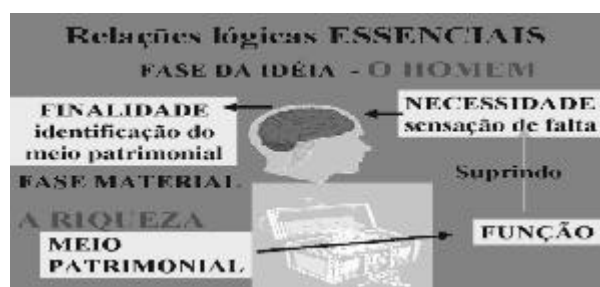 Relações lógicas ESSENCIAIS
FASE DA IDÉIA - O HOMEM
FINALIDADE
identificação do
meio patrimonial
NECESSIDADE
sensação de falta
FASE MATERIAL
Suprindo
A RIQUEZA
MEIO
PATRIMONIAL
FUNÇÃO